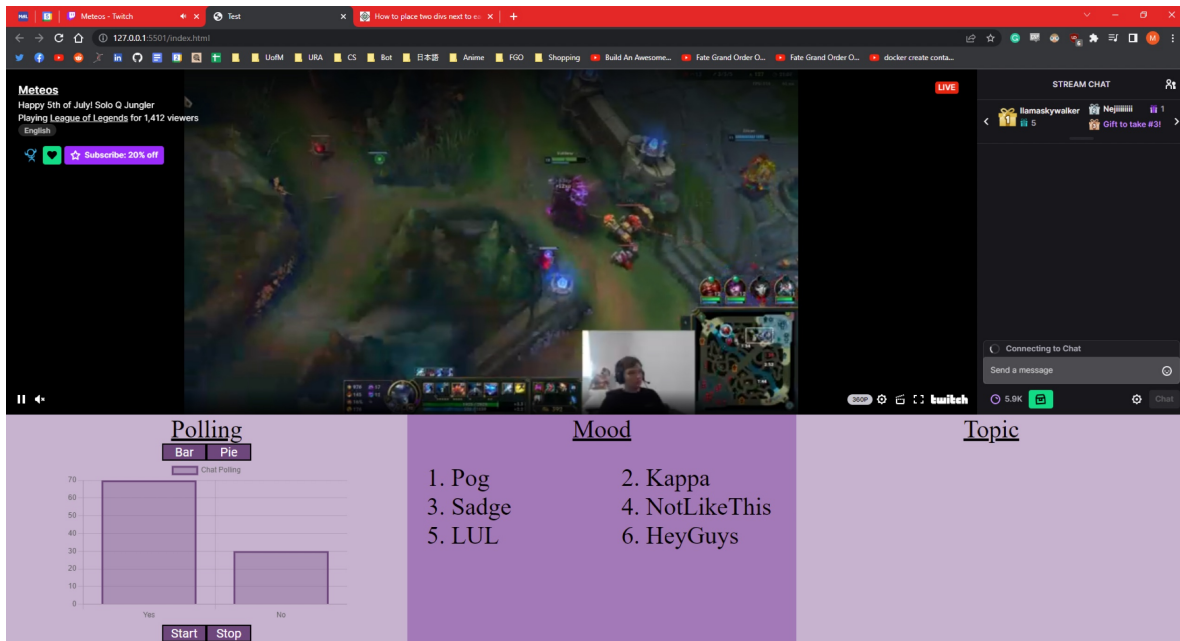 Meteos - Twitch
Test
How to place two divs next to ea
127.0.0.1:5501/index.html
UofM
URA
CS
Bot
日本語
Anime
FGO
Shopping
Build An Awesome...
Fate Grand Order O...
Fate Grand Order O...
docker create conta...
Meteos
Happy 5th of July! Solo Q Jungler
Playing League of Legends for 1,412 viewers
English
Subscribe: 20% off
LIVE
STREAM CHAT
llamaskywalker
5
Nejiiiiiiii
1
Gift to take #3!
Connecting to Chat
Send a message
360P
twitch
5.9K
Chat
Polling
Bar Pie
Chat Polling
70
60
50
40
30
20
10
0
Yes No
Start Stop
Mood
1. Pog 2. Kappa
3. Sadge 4. NotLikeThis
5. LUL 6. HeyGuys
Topic